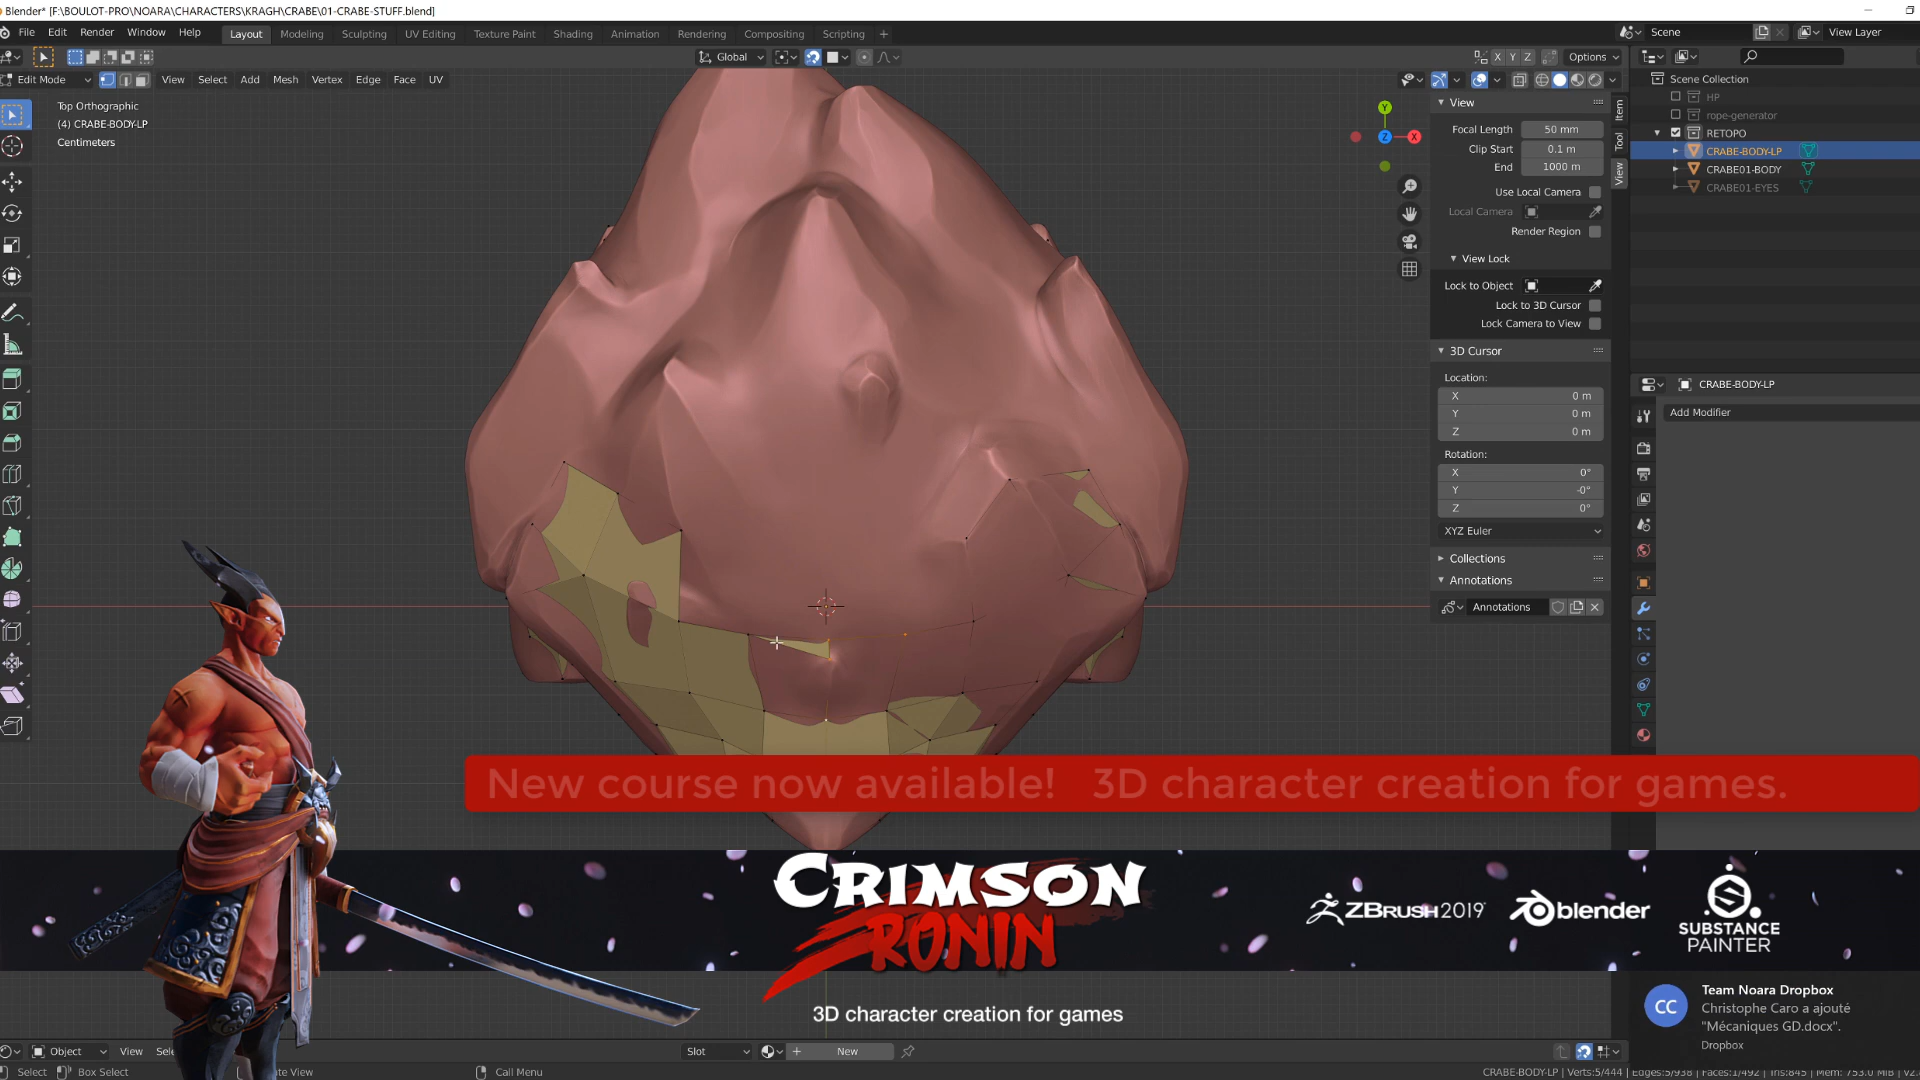 Blender* [F:\BOULOT-PRO\NOARA\CHARACTERS\KRAGH\CRABE\01-CRABE-STUFF.blend]
File Edit Render Window Help Layout Modeling Sculpting UV Editing Texture Paint Shading Animation Rendering Compositing Scripting + Scene View Layer
Global X Y Z Options
Edit Mode View Select Add Mesh Vertex Edge Face UV
Top Orthographic
(4) CRABE-BODY-LP
Centimeters
Y
Z X
View
Focal Length 50 mm
Clip Start 0.1 m
End 1000 m
Use Local Camera
Local Camera
Render Region
View Lock
Lock to Object
Lock to 3D Cursor
Lock Camera to View
3D Cursor
Location:
X 0 m
Y 0 m
Z 0 m
Rotation:
X 0°
Y -0°
Z 0°
XYZ Euler
Collections
Annotations
Annotations
Item
Tool
View
Scene Collection
HP
rope-generator
RETOPO
CRABE-BODY-LP
CRABE01-BODY
CRABE01-EYES
CRABE-BODY-LP
Add Modifier
New course now available! 3D character creation for games.
CRIMSON
RONIN
3D character creation for games
ZBRUSH2019
blender
SUBSTANCE
PAINTER
CC
Team Noara Dropbox
Christophe Caro a ajouté
"Mécaniques GD.docx".
Dropbox
Object View Slot New
Select Box Select Call Menu
CRABE-BODY-LP | Verts:5/444